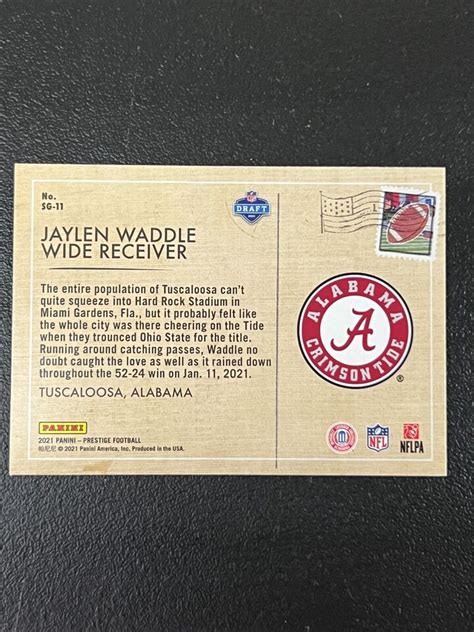 No.
SG-11
NFL
DRAFT
JAYLEN WADDLE
WIDE RECEIVER
The entire population of Tuscaloosa can't
quite squeeze into Hard Rock Stadium in
Miami Gardens, Fla., but it probably felt like
the whole city was there cheering on the Tide
when they trounced Ohio State for the title.
Running around catching passes, Waddle no
doubt caught the love as well as it rained down
throughout the 52-24 win on Jan. 11, 2021.
TUSCALOOSA, ALABAMA
ALABAMA
A
CRIMSON TIDE
®
PANINI
2021 PANINI – PRESTIGE FOOTBALL
帕尼尼 © 2021 Panini America, Inc. Produced in the USA.
NFL
NFLPA